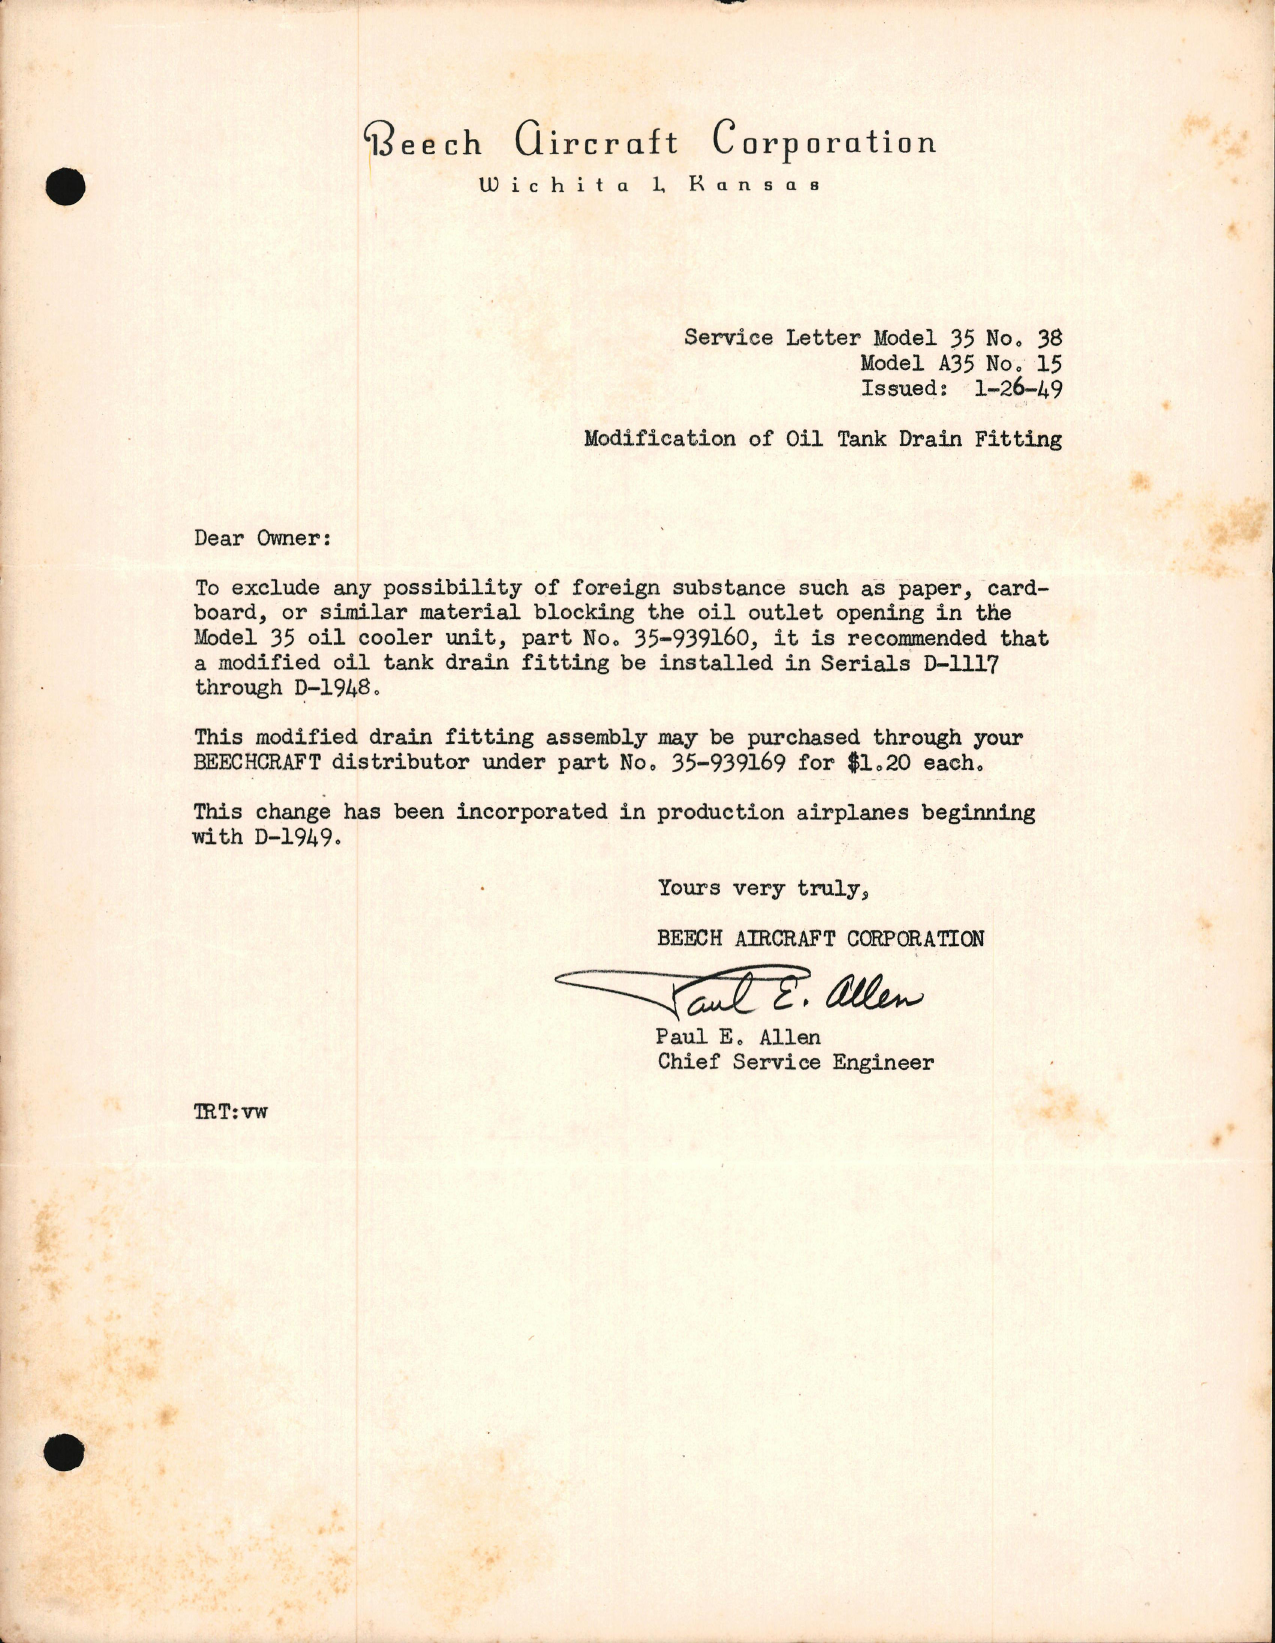 Beech Aircraft Corporation
Wichita 1, Kansas
Service Letter Model 35 No. 38
Model A35 No. 15
Issued: 1-26-49
Modification of Oil Tank Drain Fitting
Dear Owner:
To exclude any possibility of foreign substance such as paper, card-
board, or similar material blocking the oil outlet opening in the
Model 35 oil cooler unit, part No. 35-939160, it is recommended that
a modified oil tank drain fitting be installed in Serials D-1117
through D-1948.
This modified drain fitting assembly may be purchased through your
BEECHCRAFT distributor under part No. 35-939169 for $1.20 each.
This change has been incorporated in production airplanes beginning
with D-1949.
Yours very truly,
BEECH AIRCRAFT CORPORATION
Paul E. Allen
Paul E. Allen
Chief Service Engineer
TRT:vw